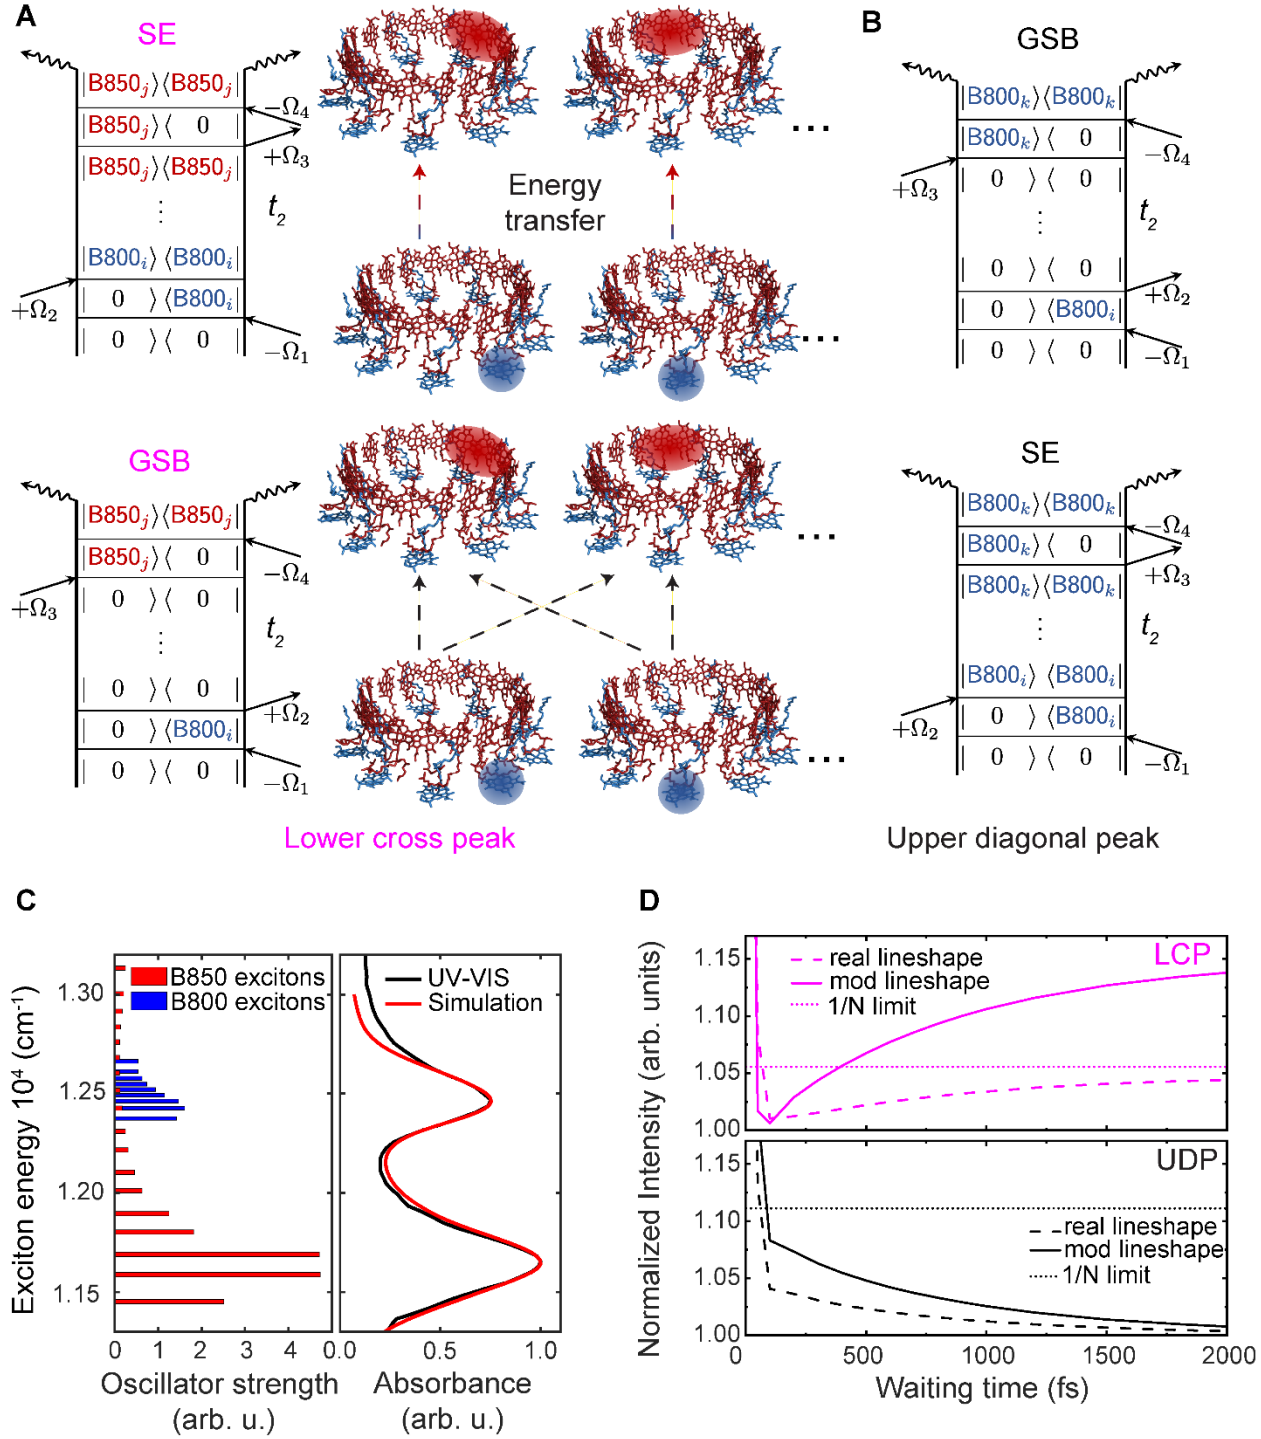 A
SE
|B850j⟩⟨B850j|
−Ω4
|B850j⟩⟨ 0 |
+Ω3
|B850j⟩⟨B850j|
⋮
t2
|B800i⟩⟨B800i|
+Ω2
| 0 ⟩⟨B800i|
| 0 ⟩⟨ 0 |
−Ω1
...
Energy
transfer
...
GSB
|B850j⟩⟨B850j|
|B850j⟩⟨ 0 |
−Ω4
+Ω3
| 0 ⟩⟨ 0 |
⋮
t2
| 0 ⟩⟨ 0 |
+Ω2
| 0 ⟩⟨B800i|
| 0 ⟩⟨ 0 |
−Ω1
...
...
Lower cross peak
B
GSB
|B800k⟩⟨B800k|
|B800k⟩⟨ 0 |
−Ω4
+Ω3
| 0 ⟩⟨ 0 |
⋮
t2
| 0 ⟩⟨ 0 |
+Ω2
| 0 ⟩⟨B800i|
| 0 ⟩⟨ 0 |
−Ω1
SE
|B800k⟩⟨B800k|
−Ω4
|B800k⟩⟨ 0 |
+Ω3
|B800k⟩⟨B800k|
⋮
t2
|B800i⟩⟨B800i|
+Ω2
| 0 ⟩⟨B800i|
| 0 ⟩⟨ 0 |
−Ω1
Upper diagonal peak
C
Exciton energy 10⁴ (cm⁻¹)
1.30
1.25
1.20
1.15
B850 excitons
B800 excitons
0 1 2 3 4
Oscillator strength
(arb. u.)
UV-VIS
Simulation
0.0 0.5 1.0
Absorbance
(arb. u.)
D
Normalized Intensity (arb. units)
1.15
1.10
1.05
1.00
LCP
real lineshape
mod lineshape
1/N limit
1.15
1.10
1.05
1.00
UDP
real lineshape
mod lineshape
1/N limit
0 500 1000 1500 2000
Waiting time (fs)